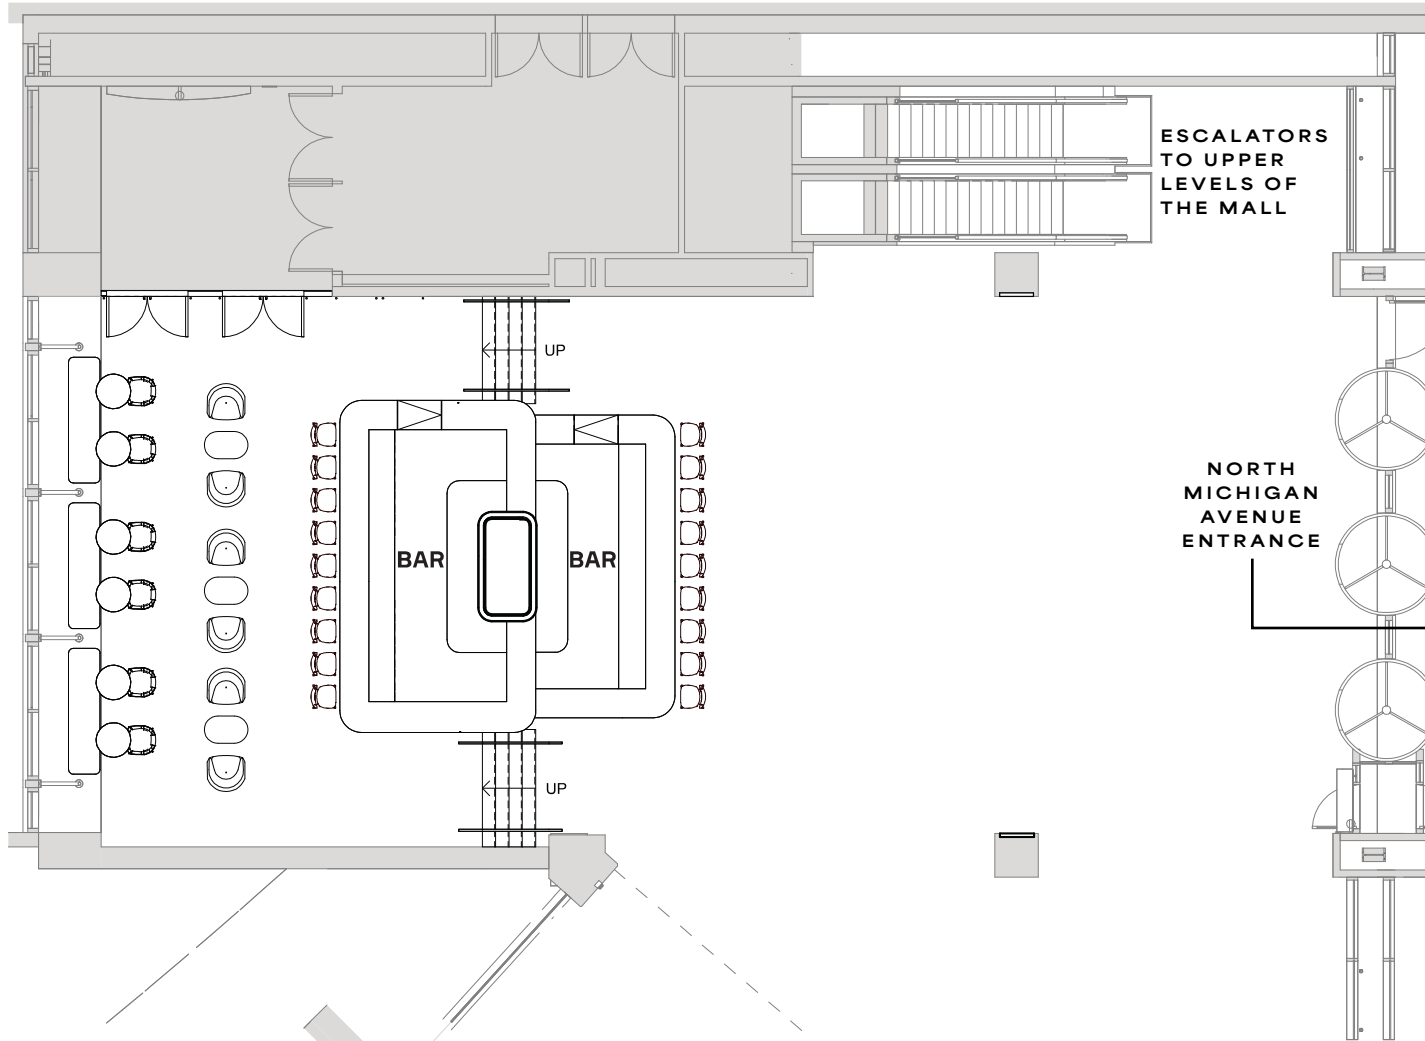 ESCALATORS
TO UPPER
LEVELS OF
THE MALL
UP
NORTH
MICHIGAN
AVENUE
ENTRANCE
BAR
BAR
UP